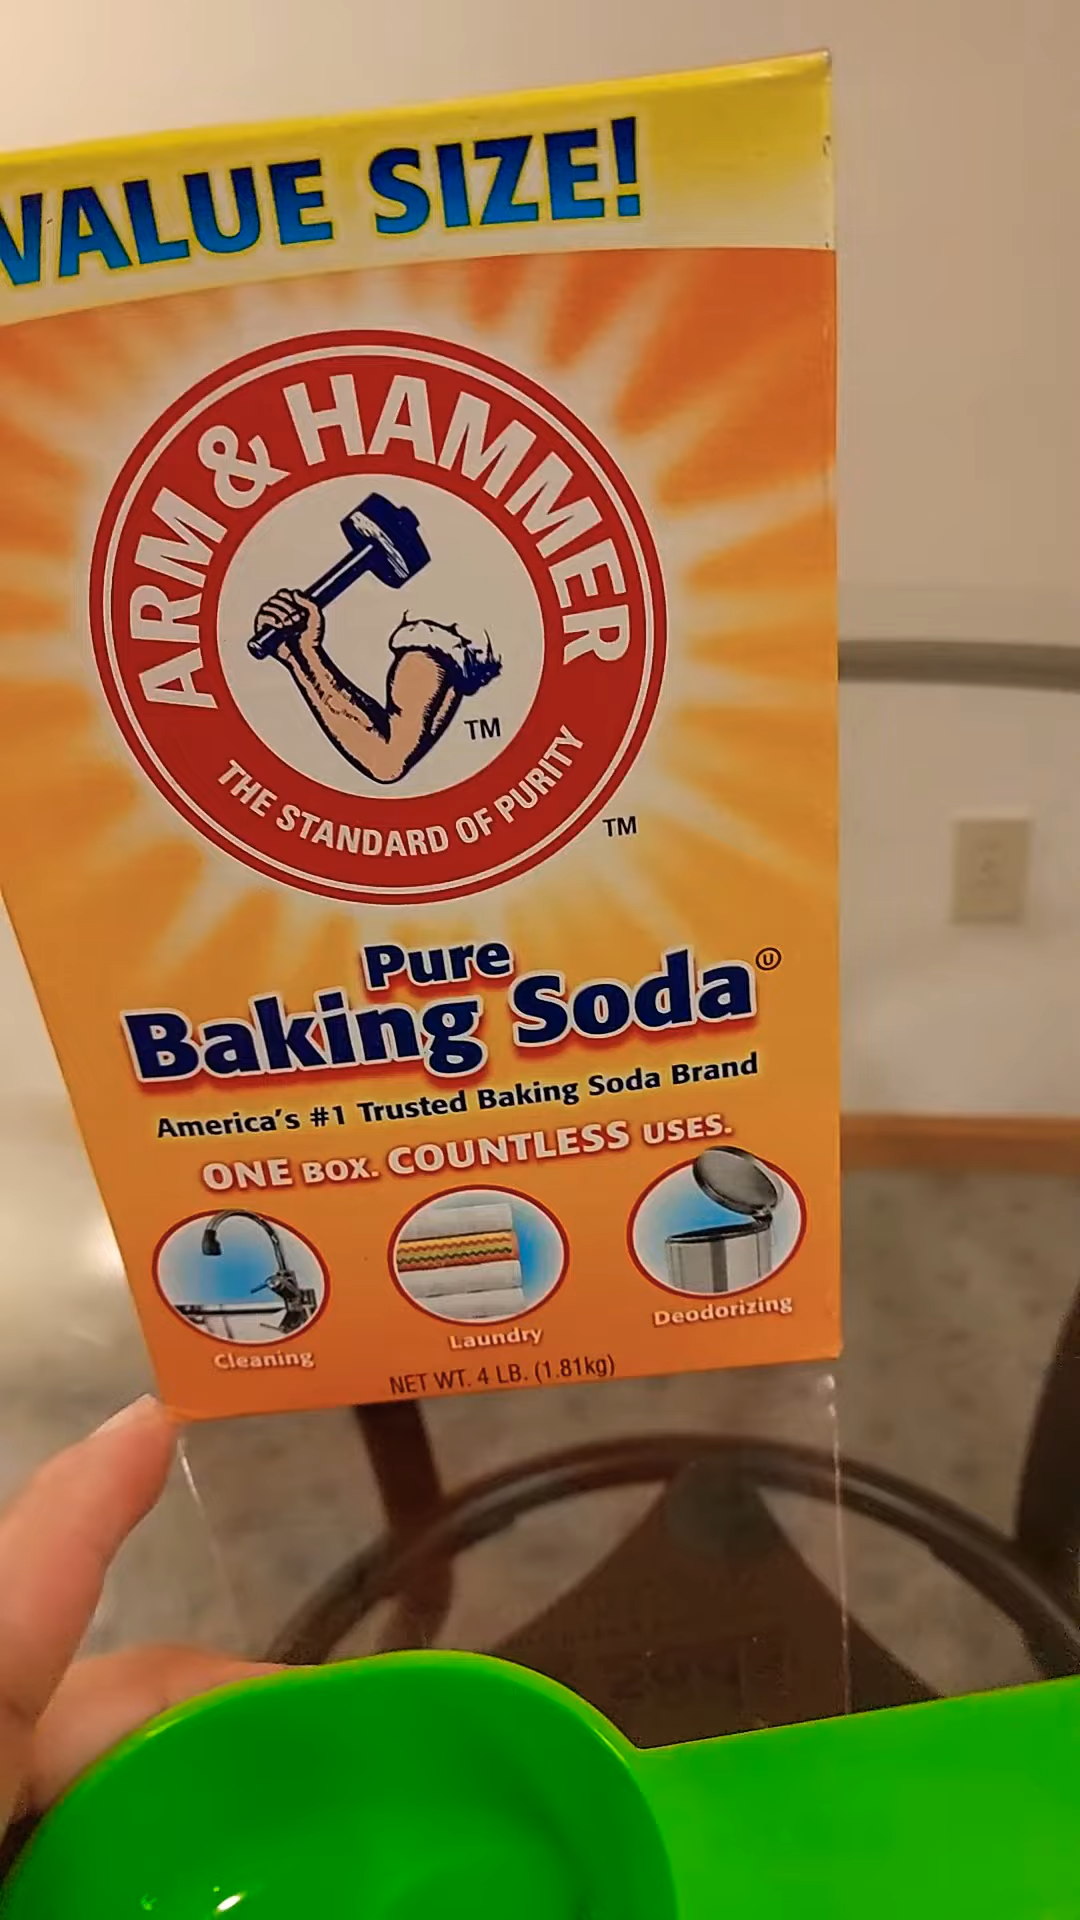 VALUE SIZE!
ARM & HAMMER
TM
THE STANDARD OF PURITY
TM
Pure
Baking Soda
U
America's #1 Trusted Baking Soda Brand
ONE BOX. COUNTLESS USES.
Cleaning
Laundry
Deodorizing
NET WT. 4 LB. (1.81kg)